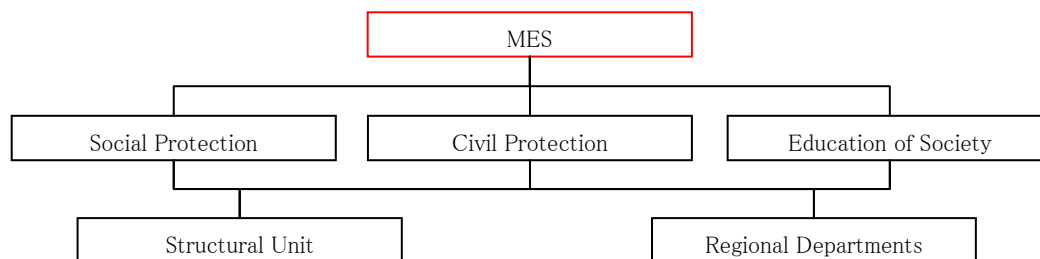 MES
Social Protection
Civil Protection
Education of Society
Structural Unit
Regional Departments